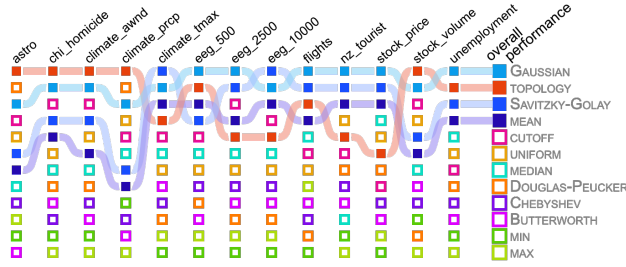 astro
chi_homicide
climate_awnd
climate_prcp
climate_tmax
eeg_500
eeg_2500
eeg_10000
flights
nz_tourist
stock_price
stock_volume
unemployment
overall
performance
GAUSSIAN
TOPOLOGY
SAVITZKY-GOLAY
MEAN
CUTOFF
UNIFORM
MEDIAN
DOUGLAS-PEUCKER
CHEBYSHEV
BUTTERWORTH
MIN
MAX